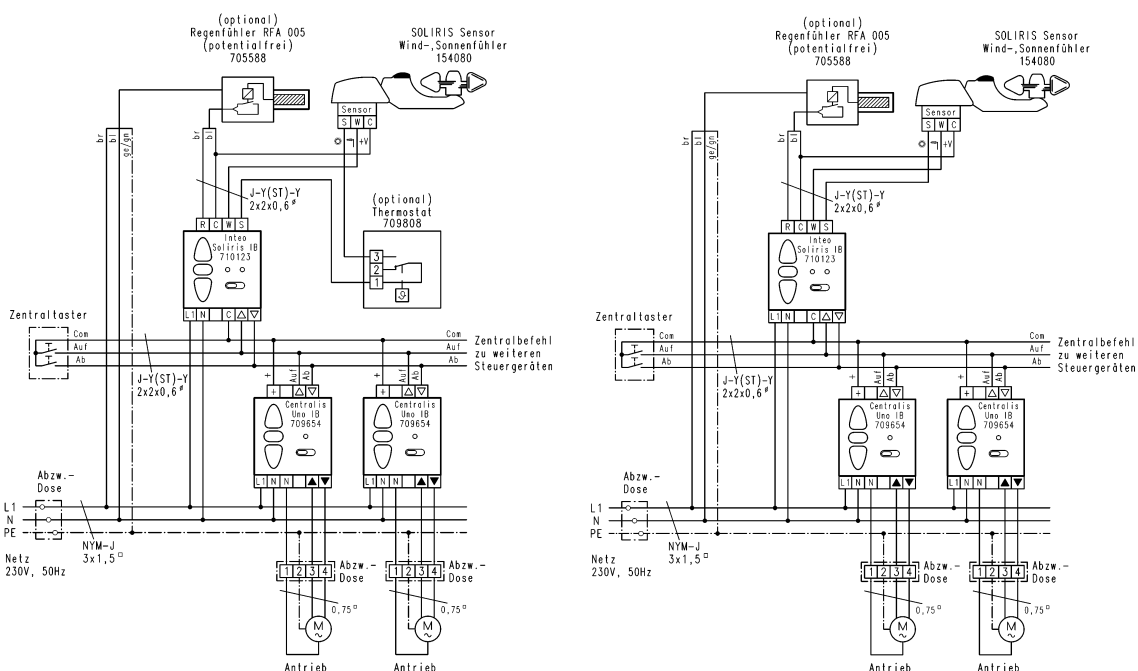 (optional)
Regenfühler RFA 005
(potentialfrei)
705588
SOLIRIS Sensor
Wind-,Sonnenfühler
154080
Sensor
S W C
+V
br
bl
ge/gn
br
bl
J-Y(ST)-Y
2x2x0,6ø
(optional)
Thermostat
709808
3
2
1
ϑ
R C W S
Inteo
Soliris IB
710123
L1 N C △ ▽
Zentraltaster
Com
Auf
Ab
Com
Auf
Ab
Zentralbefehl
zu weiteren
Steuergeräten
J-Y(ST)-Y
2x2x0,6ø
+
Auf
Ab
+
Auf
Ab
+ △ ▽
+ △ ▽
Centralis
Uno IB
709654
Centralis
Uno IB
709654
L1 N N ▲ ▼
L1 N N ▲ ▼
Abzw.-
Dose
L1
N
PE
NYM-J
3x1,5□
Netz
230V, 50Hz
1 2 3 4
Abzw.-
Dose
1 2 3 4
Abzw.-
Dose
0,75□
0,75□
M
~
M
~
Antrieb
Antrieb
(optional)
Regenfühler RFA 005
(potentialfrei)
705588
SOLIRIS Sensor
Wind-,Sonnenfühler
154080
Sensor
S W C
+V
br
bl
ge/gn
br
bl
J-Y(ST)-Y
2x2x0,6ø
R C W S
Inteo
Soliris IB
710123
L1 N C △ ▽
Zentraltaster
Com
Auf
Ab
Com
Auf
Ab
Zentralbefehl
zu weiteren
Steuergeräten
J-Y(ST)-Y
2x2x0,6ø
+
Auf
Ab
+
Auf
Ab
+ △ ▽
+ △ ▽
Centralis
Uno IB
709654
Centralis
Uno IB
709654
L1 N N ▲ ▼
L1 N N ▲ ▼
Abzw.-
Dose
L1
N
PE
NYM-J
3x1,5□
Netz
230V, 50Hz
1 2 3 4
Abzw.-
Dose
1 2 3 4
Abzw.-
Dose
0,75□
0,75□
M
~
M
~
Antrieb
Antrieb